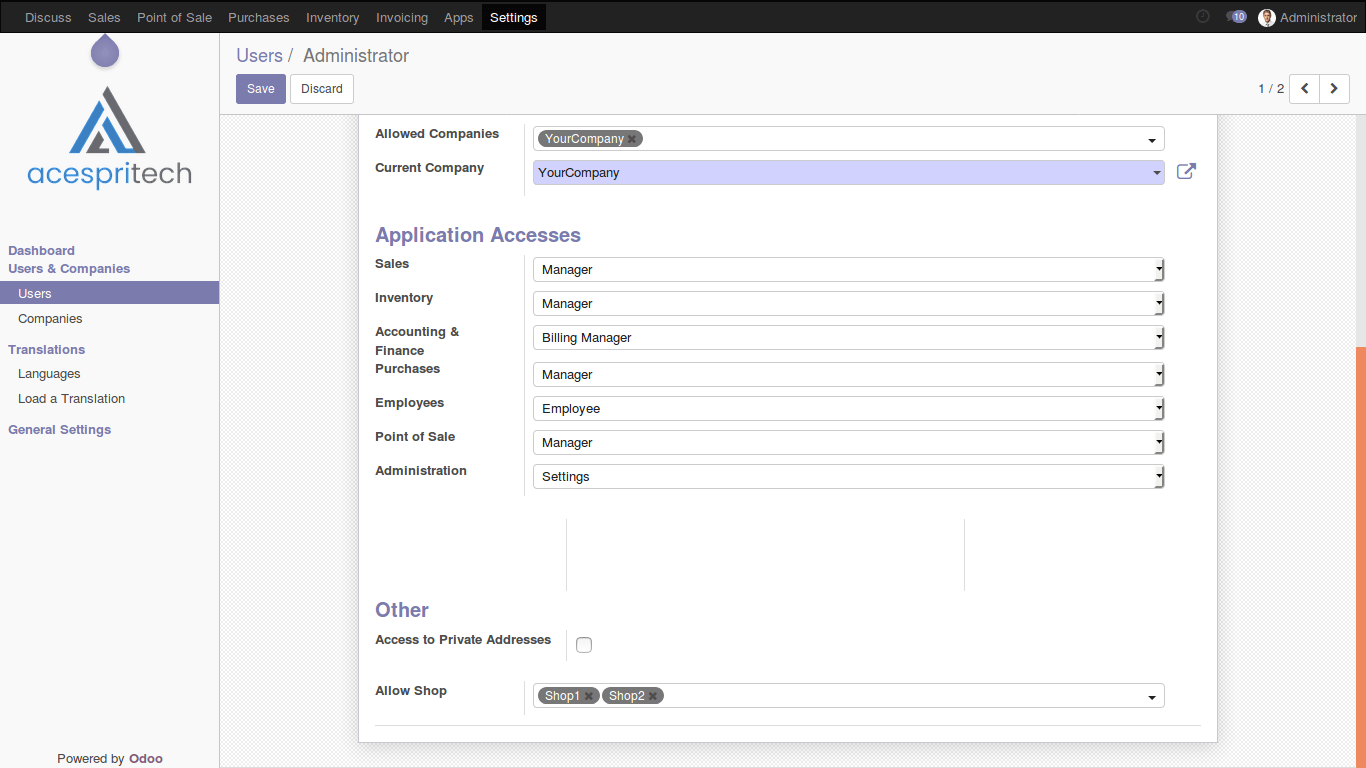 Discuss Sales Point of Sale Purchases Inventory Invoicing Apps Settings 10 Administrator
acespritech
Dashboard
Users & Companies
Users
Companies
Translations
Languages
Load a Translation
General Settings
Powered by Odoo
Users / Administrator
Save Discard 1 / 2
Allowed Companies YourCompany ×
Current Company YourCompany
Application Accesses
Sales Manager
Inventory Manager
Accounting & Billing Manager
Finance
Purchases Manager
Employees Employee
Point of Sale Manager
Administration Settings
Other
Access to Private Addresses
Allow Shop Shop1 × Shop2 ×